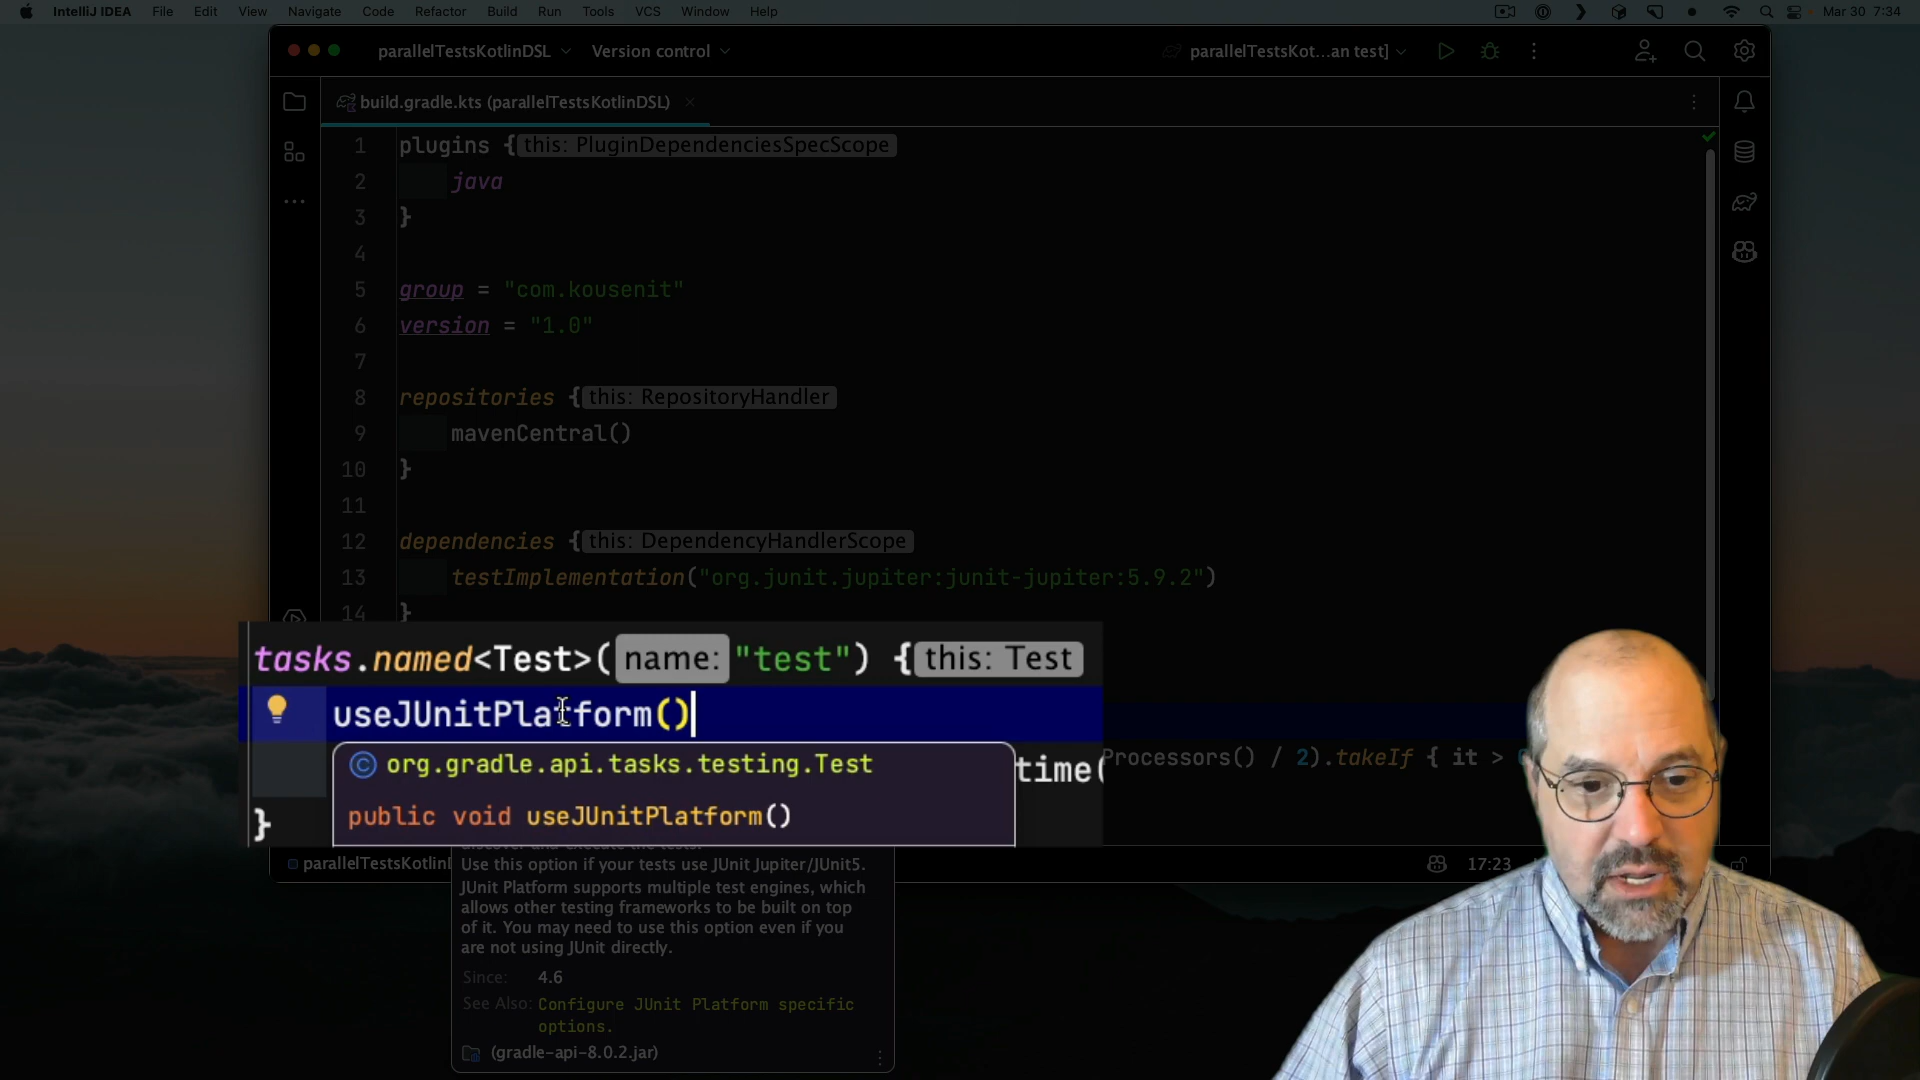 IntelliJ IDEA File Edit View Navigate Code Refactor Build Run Tools VCS Window Help Mar 30 7:34
parallelTestsKotlinDSL Version control parallelTestsKot...an test]
build.gradle.kts (parallelTestsKotlinDSL)
1 plugins { this: PluginDependenciesSpecScope
2 java
3 }
4
5 group = "com.kousenit"
6 version = "1.0"
7
8 repositories { this: RepositoryHandler
9 mavenCentral()
10 }
11
12 dependencies { this: DependencyHandlerScope
13 testImplementation("org.junit.jupiter:junit-jupiter:5.9.2")
14 }
tasks.named<Test>( name: "test") { this: Test
useJUnitPlatform()
org.gradle.api.tasks.testing.Test
time( Processors() / 2).takeIf { it >
public void useJUnitPlatform()
}
discover and execute the tests.
parallelTestsKotlin 17:23
Use this option if your tests use JUnit Jupiter/JUnit5.
JUnit Platform supports multiple test engines, which
allows other testing frameworks to be built on top
of it. You may need to use this option even if you
are not using JUnit directly.
Since: 4.6
See Also: Configure JUnit Platform specific
options.
(gradle-api-8.0.2.jar)